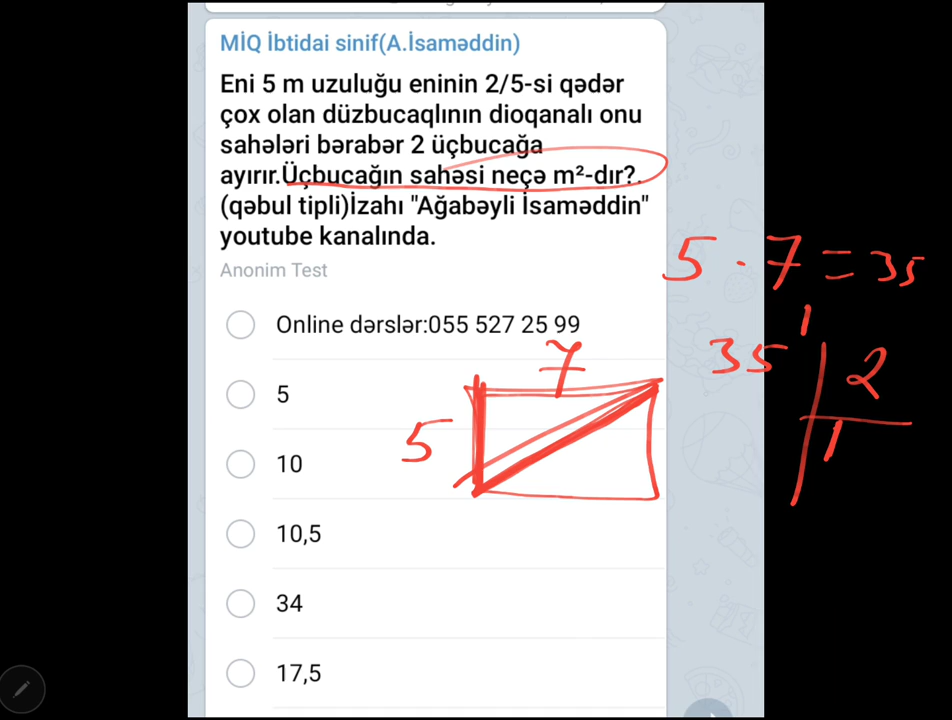 MİQ İbtidai sinif(A.İsaməddin)
Eni 5 m uzuluğu eninin 2/5-si qədər
çox olan düzbucaqlının dioqanalı onu
sahələri bərabər 2 üçbucağa
ayırır.Üçbucağın sahəsi neçə m²-dır?.
(qəbul tipli)İzahı "Ağabəyli İsaməddin"
youtube kanalında.
Anonim Test
5 · 7 = 35
Online dərslər:055 527 25 99
7
35 2
1
5
5
10
10,5
34
17,5